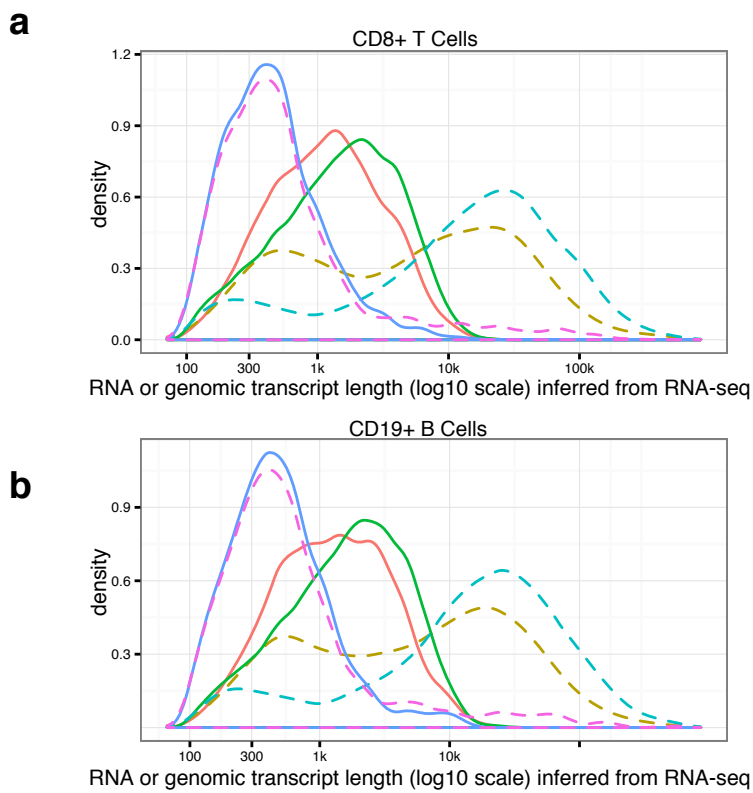 a
CD8+ T Cells
1.2
0.9
0.6
0.3
0.0
density
100 300 1k 10k 100k
RNA or genomic transcript length (log10 scale) inferred from RNA-seq
b
CD19+ B Cells
0.9
0.6
0.3
density
100 300 1k 10k
RNA or genomic transcript length (log10 scale) inferred from RNA-seq